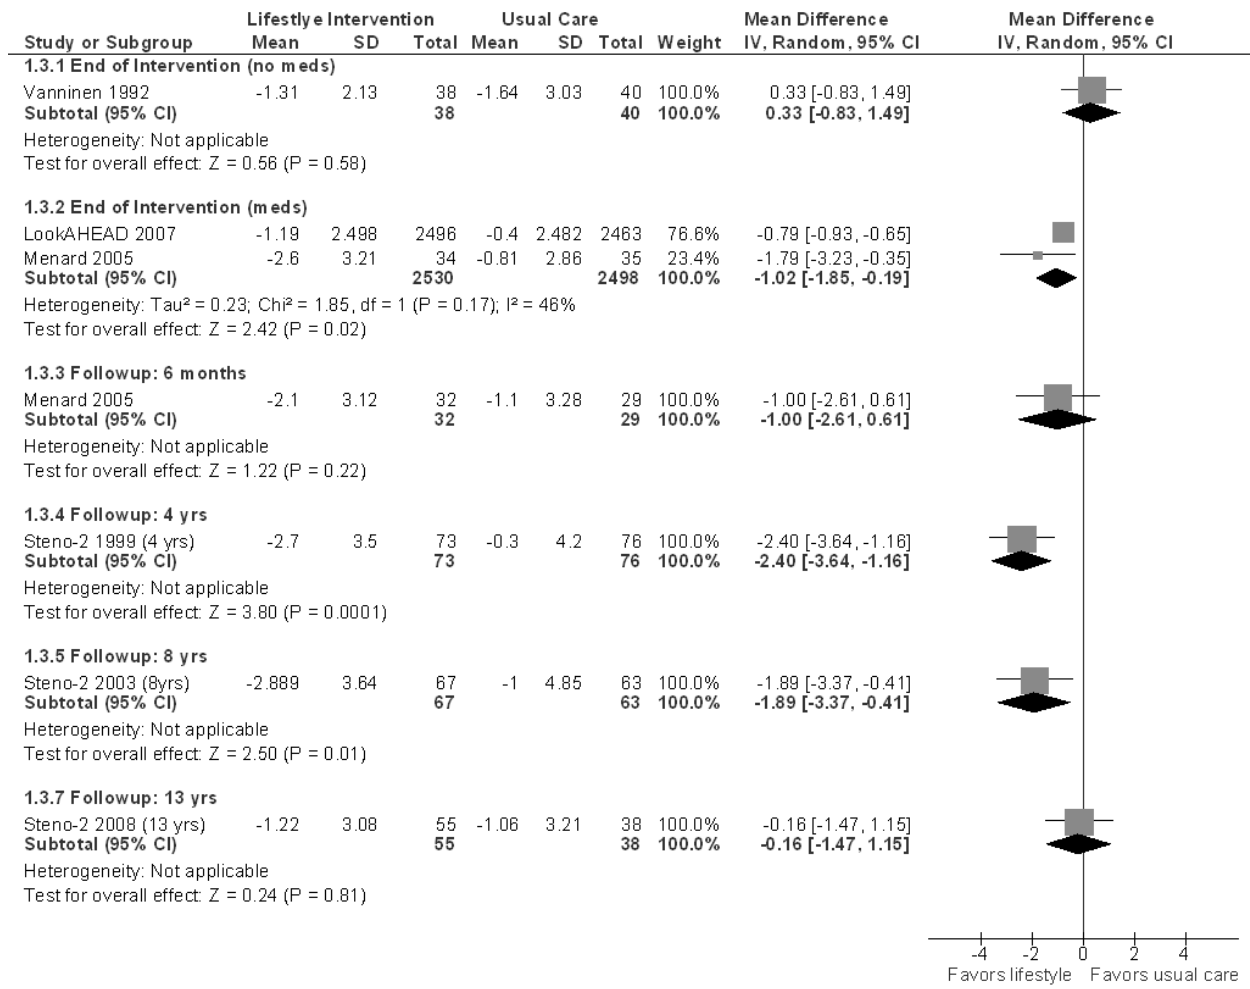 Lifestlye Intervention Usual Care Mean Difference Mean Difference
Study or Subgroup Mean SD Total Mean SD Total Weight IV, Random, 95% CI IV, Random, 95% CI
1.3.1 End of Intervention (no meds)
Vanninen 1992 -1.31 2.13 38 -1.64 3.03 40 100.0% 0.33 [-0.83, 1.49]
Subtotal (95% CI) 38 40 100.0% 0.33 [-0.83, 1.49]
Heterogeneity: Not applicable
Test for overall effect: Z = 0.56 (P = 0.58)
1.3.2 End of Intervention (meds)
LookAHEAD 2007 -1.19 2.498 2496 -0.4 2.482 2463 76.6% -0.79 [-0.93, -0.65]
Menard 2005 -2.6 3.21 34 -0.81 2.86 35 23.4% -1.79 [-3.23, -0.35]
Subtotal (95% CI) 2530 2498 100.0% -1.02 [-1.85, -0.19]
Heterogeneity: Tau² = 0.23; Chi² = 1.85, df = 1 (P = 0.17); I² = 46%
Test for overall effect: Z = 2.42 (P = 0.02)
1.3.3 Followup: 6 months
Menard 2005 -2.1 3.12 32 -1.1 3.28 29 100.0% -1.00 [-2.61, 0.61]
Subtotal (95% CI) 32 29 100.0% -1.00 [-2.61, 0.61]
Heterogeneity: Not applicable
Test for overall effect: Z = 1.22 (P = 0.22)
1.3.4 Followup: 4 yrs
Steno-2 1999 (4 yrs) -2.7 3.5 73 -0.3 4.2 76 100.0% -2.40 [-3.64, -1.16]
Subtotal (95% CI) 73 76 100.0% -2.40 [-3.64, -1.16]
Heterogeneity: Not applicable
Test for overall effect: Z = 3.80 (P = 0.0001)
1.3.5 Followup: 8 yrs
Steno-2 2003 (8yrs) -2.889 3.64 67 -1 4.85 63 100.0% -1.89 [-3.37, -0.41]
Subtotal (95% CI) 67 63 100.0% -1.89 [-3.37, -0.41]
Heterogeneity: Not applicable
Test for overall effect: Z = 2.50 (P = 0.01)
1.3.7 Followup: 13 yrs
Steno-2 2008 (13 yrs) -1.22 3.08 55 -1.06 3.21 38 100.0% -0.16 [-1.47, 1.15]
Subtotal (95% CI) 55 38 100.0% -0.16 [-1.47, 1.15]
Heterogeneity: Not applicable
Test for overall effect: Z = 0.24 (P = 0.81)
-4 -2 0 2 4
Favors lifestyle Favors usual care